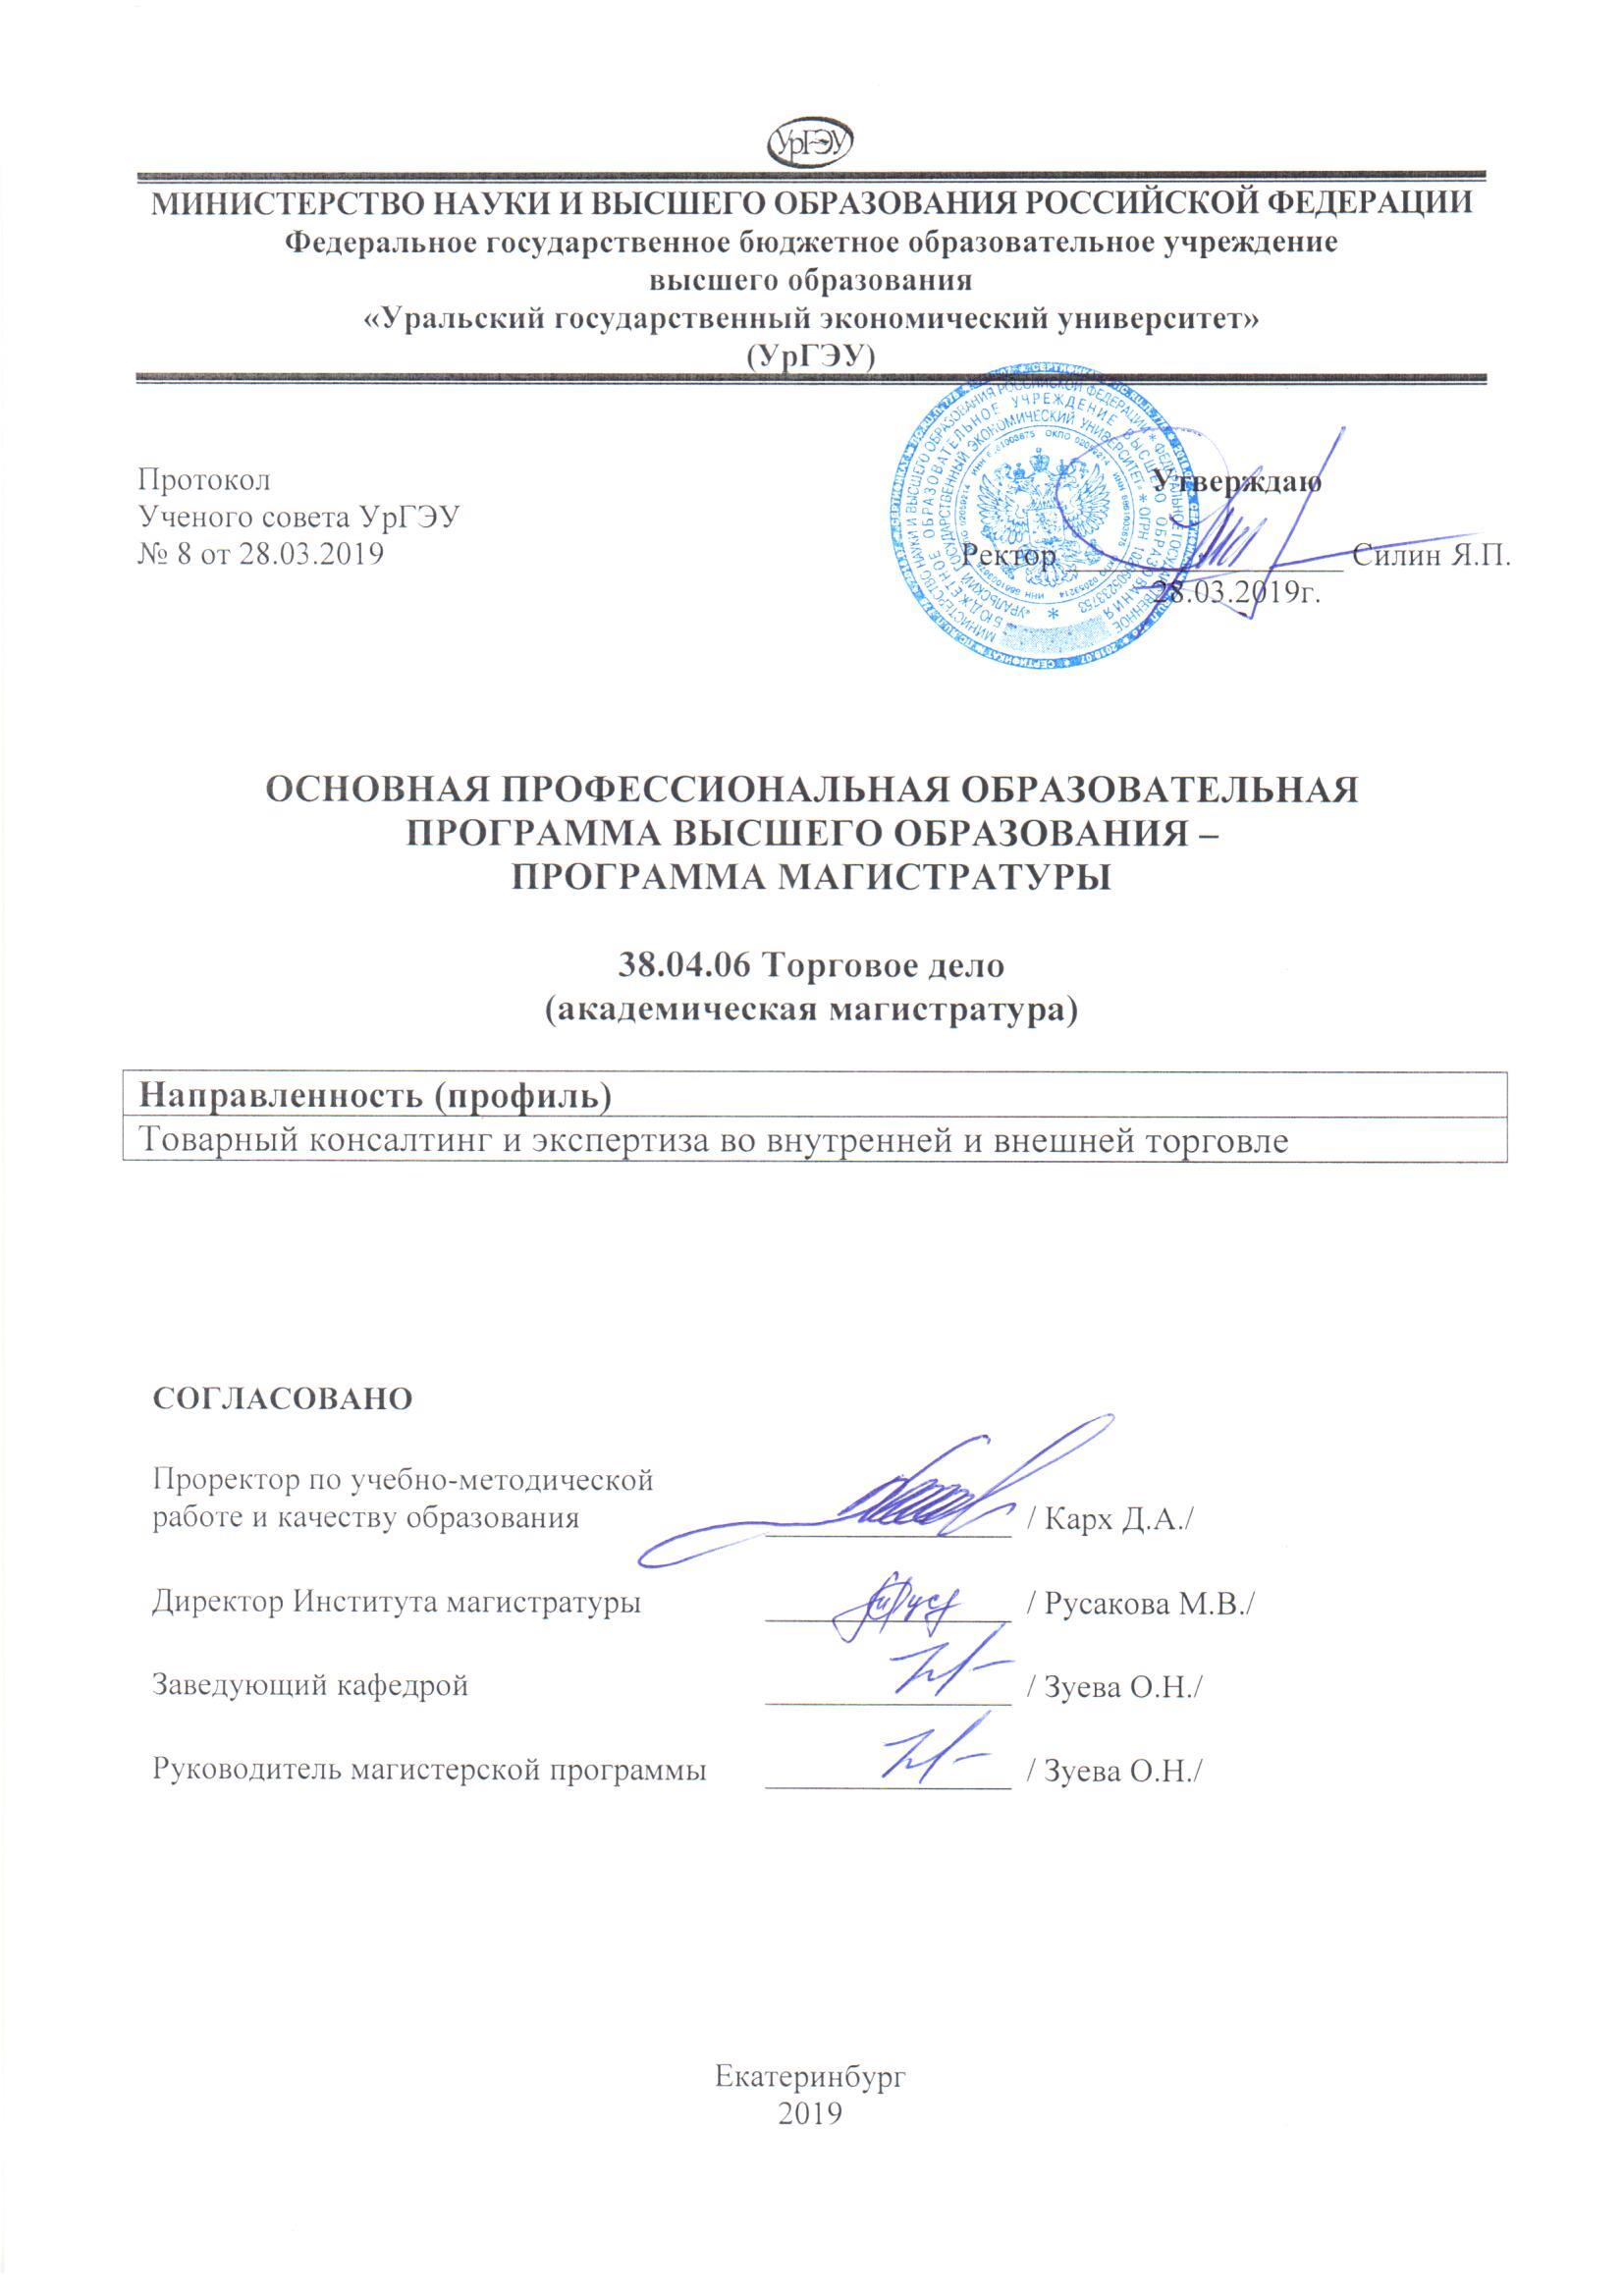 УрГЭУ
МИНИСТЕРСТВО НАУКИ И ВЫСШЕГО ОБРАЗОВАНИЯ РОССИЙСКОЙ ФЕДЕРАЦИИ
Федеральное государственное бюджетное образовательное учреждение
высшего образования
«Уральский государственный экономический университет»
(УрГЭУ)
Протокол
Ученого совета УрГЭУ
№ 8 от 28.03.2019
Утверждаю
Ректор Силин Я.П.
28.03.2019г.
ОСНОВНАЯ ПРОФЕССИОНАЛЬНАЯ ОБРАЗОВАТЕЛЬНАЯ
ПРОГРАММА ВЫСШЕГО ОБРАЗОВАНИЯ –
ПРОГРАММА МАГИСТРАТУРЫ
38.04.06 Торговое дело
(академическая магистратура)
Направленность (профиль)
Товарный консалтинг и экспертиза во внутренней и внешней торговле
СОГЛАСОВАНО
Проректор по учебно-методической
работе и качеству образования / Карх Д.А./
Директор Института магистратуры / Русакова М.В./
Заведующий кафедрой / Зуева О.Н./
Руководитель магистерской программы / Зуева О.Н./
Екатеринбург
2019